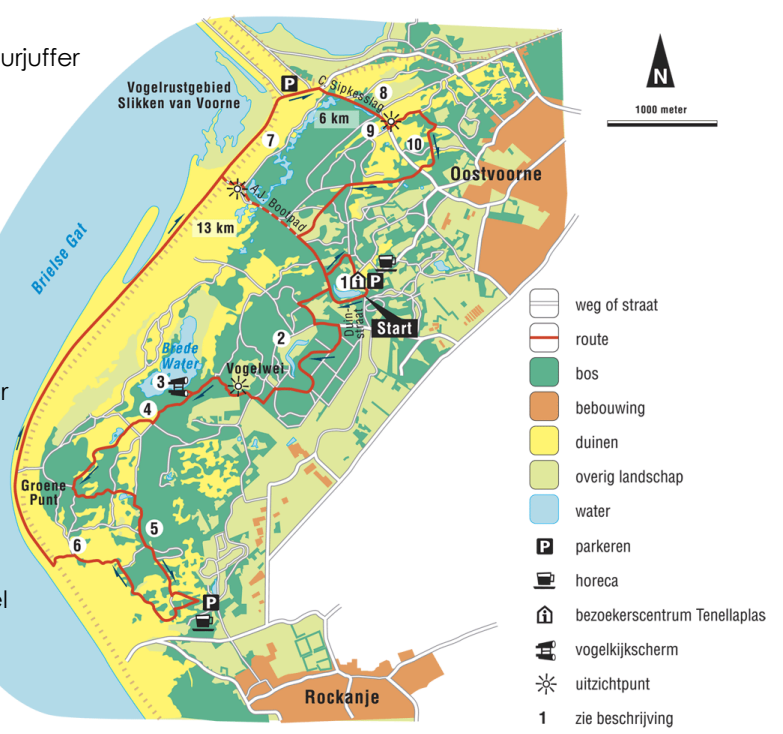 urjuffer
r
el
Vogelrustgebied
Slikken van Voorne
P
C. Sipkesslag
8
6 km
9
10
7
Oostvoorne
A.J. Bootpad
13 km
Brielse Gat
1
P
Start
Duin-
straat
2
Brede
Water
3
Vogelwei
4
Groene
Punt
5
6
P
Rockanje
N
1000 meter
weg of straat
route
bos
bebouwing
duinen
overig landschap
water
P parkeren
horeca
i bezoekerscentrum Tenellaplas
vogelkijkscherm
uitzichtpunt
1 zie beschrijving